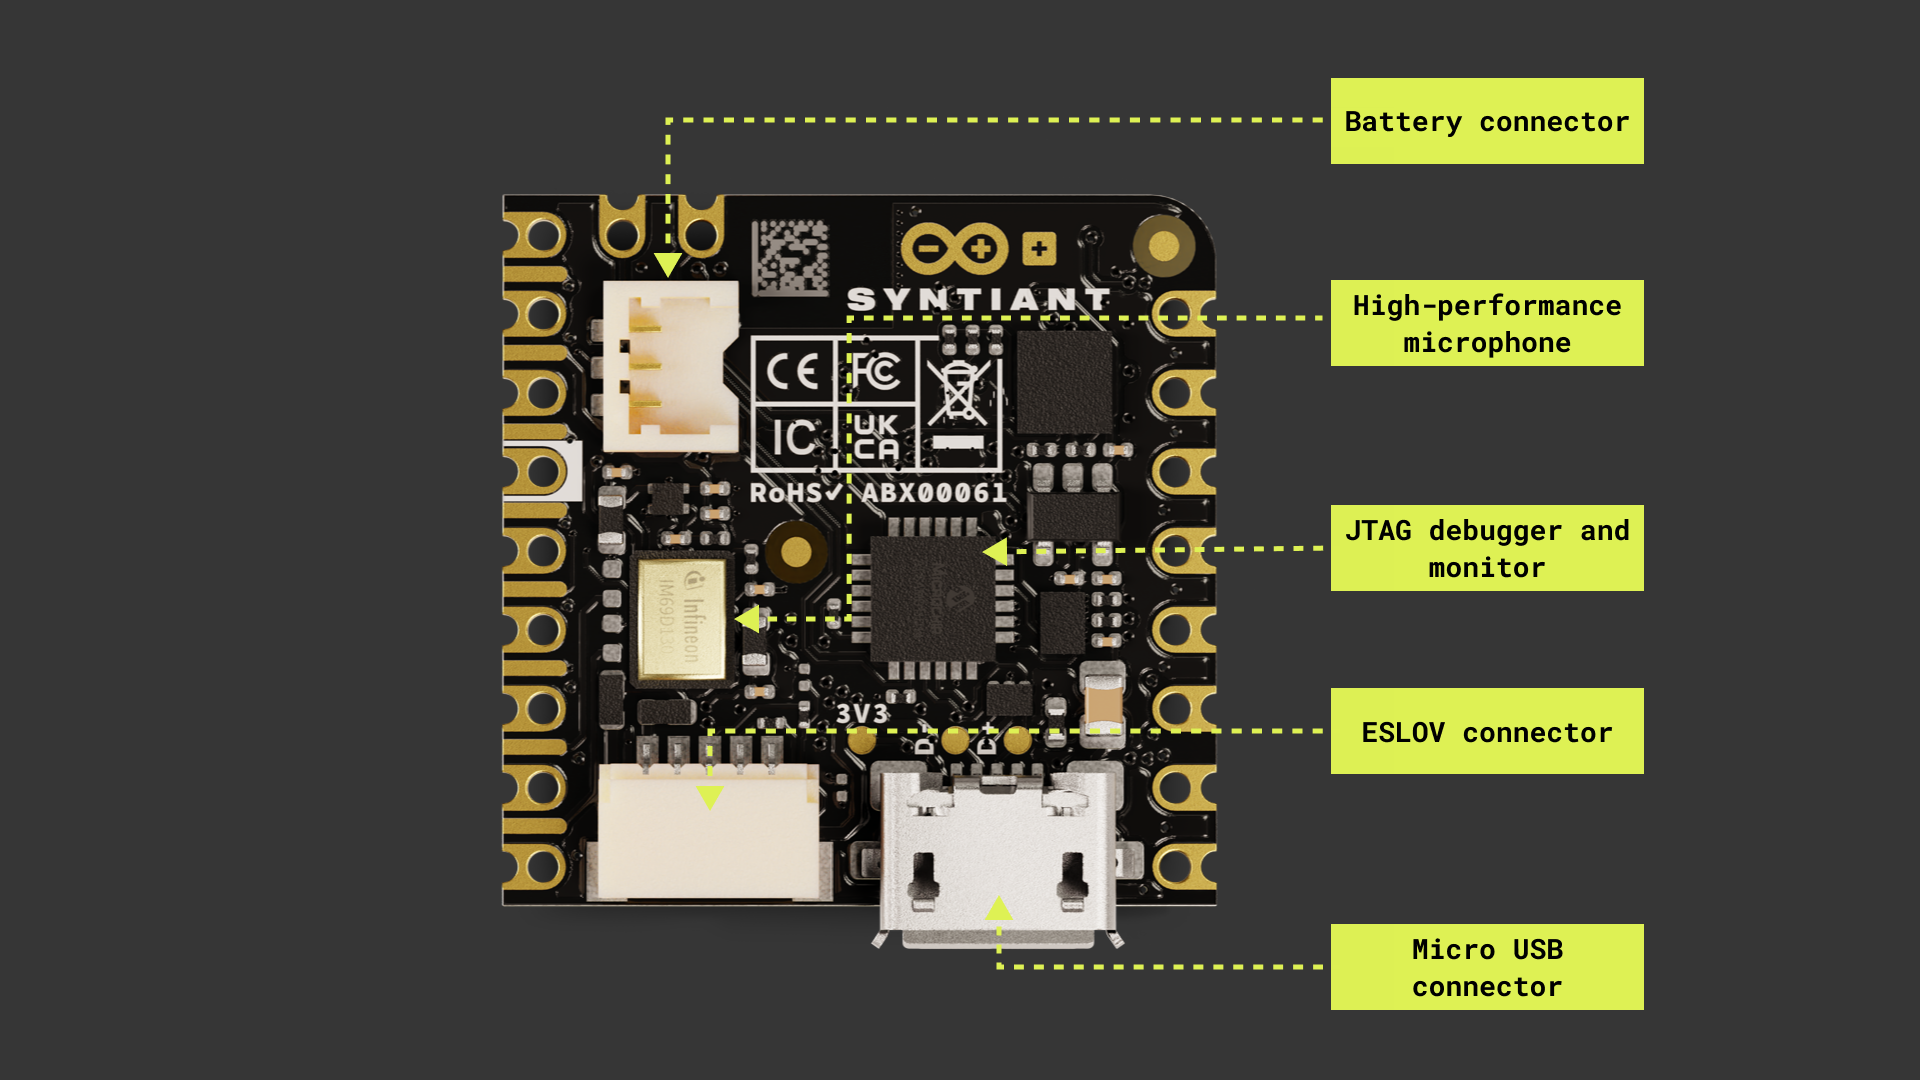 Battery connector
SYNTIANT
High-performance
microphone
CE FC
IC UK
CA
RoHS✓ ABX00061
JTAG debugger and
monitor
Infineon
IM69D130
3V3
D-
D+
ESLOV connector
Micro USB
connector